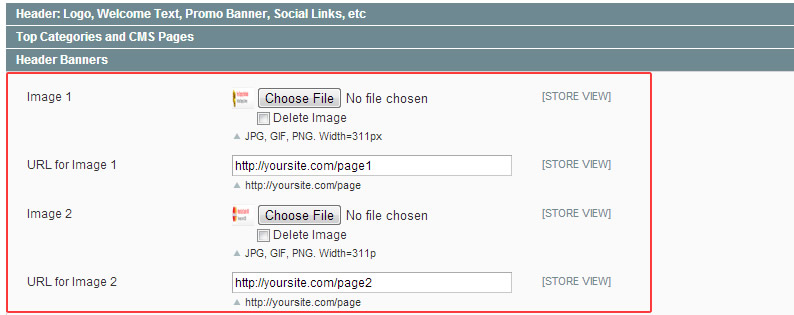 Header: Logo, Welcome Text, Promo Banner, Social Links, etc
Top Categories and CMS Pages
Header Banners
Image 1 Choose File No file chosen [STORE VIEW]
Delete Image
JPG, GIF, PNG. Width=311px
URL for Image 1 http://yoursite.com/page1 [STORE VIEW]
http://yoursite.com/page
Image 2 Choose File No file chosen [STORE VIEW]
Delete Image
JPG, GIF, PNG. Width=311p
URL for Image 2 http://yoursite.com/page2 [STORE VIEW]
http://yoursite.com/page